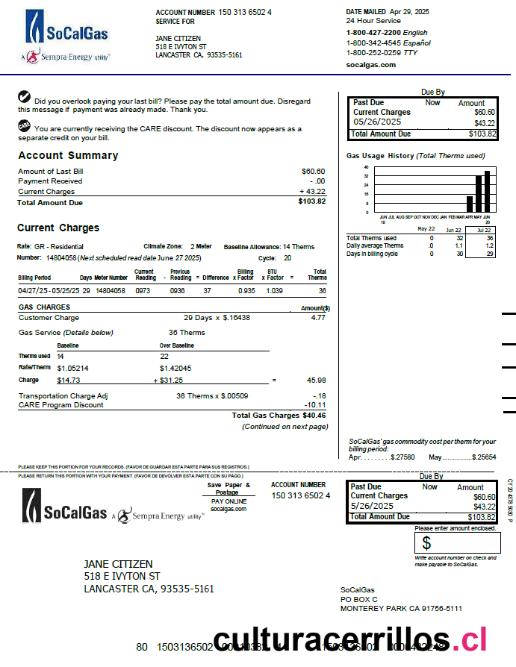 SoCalGas
A Sempra Energy utility
ACCOUNT NUMBER 150 313 6502 4
SERVICE FOR
JANE CITIZEN
518 E IVYTON ST
LANCASTER CA, 93535-5161
DATE MAILED Apr 29, 2025
24 Hour Service
1-800-427-2200 English
1-800-342-4545 Español
1-800-252-0259 TTY
socalgas.com
Did you overlook paying your last bill? Please pay the total amount due. Disregard
this message if payment was already made. Thank you.
You are currently receiving the CARE discount. The discount now appears as a
separate credit on your bill.
Account Summary
Amount of Last Bill $60.60
Payment Received - .00
Current Charges + 43.22
Total Amount Due $103.82
Current Charges
Rate: GR - Residential Climate Zone: 2 Meter Baseline Allowance: 14 Therms
Number: 14804058 (Next scheduled read date June 27 2025) Cycle: 20
Billing Period Days Meter Number Current Reading - Previous Reading = Difference x Billing Factor x BTU Factor = Total Therms
04/27/25-05/25/25 29 14804058 0973 0936 37 0.935 1.039 36
GAS CHARGES Amount($)
Customer Charge 29 Days x $.16438 4.77
Gas Service (Details below) 36 Therms
Baseline Over Baseline
Therms used 14 22
Rate/Therm $1.05214 $1.42045
Charge $14.73 + $31.25 = 45.98
Transportation Charge Adj 36 Therms x $.00509 -.18
CARE Program Discount -10.11
Total Gas Charges $40.46
(Continued on next page)
Due By
Past Due Now Amount
Current Charges $60.60
05/26/2025 $43.22
Total Amount Due $103.82
Gas Usage History (Total Therms used)
JUN JUL AUG SEP OCT NOV DEC JAN FEB MAR APR MAY JUN
May 22 Jun 22 Jul 22
Total Therms used 0 32 36
Daily average Therms .0 1.1 1.2
Days in billing cycle 0 30 29
SoCalGas' gas commodity cost per therm for your
billing period:
Apr. . . . . . . . .$.27580 May. . . . . . . . . .$.25654
PLEASE KEEP THIS PORTION FOR YOUR RECORDS. (FAVOR DE GUARDAR ESTA PARTE PARA SUS REGISTROS.)
PLEASE RETURN THIS PORTION WITH YOUR PAYMENT. (FAVOR DE DEVOLVER ESTA PARTE CON SU PAGO.)
SoCalGas
A Sempra Energy utility
Save Paper &
Postage
PAY ONLINE
socalgas.com
ACCOUNT NUMBER
150 313 6502 4
Due By
Past Due Now Amount
Current Charges $60.60
5/26/2025 $43.22
Total Amount Due $103.82
Please enter amount enclosed.
$
Write account number on check and
make payable to SoCalGas.
JANE CITIZEN
518 E IVYTON ST
LANCASTER CA, 93535-5161
SoCalGas
PO BOX C
MONTEREY PARK CA 91756-5111
80 1503136502
culturacerrillos.cl